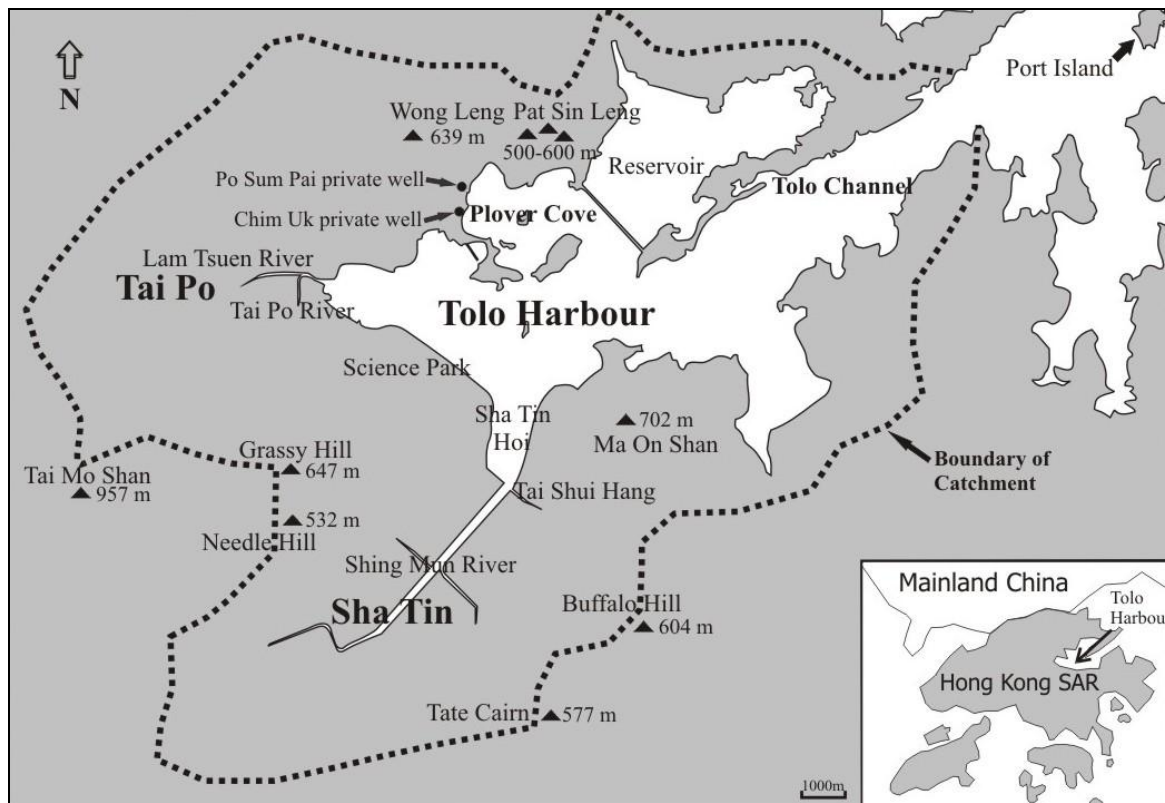 N
Port Island
Wong Leng
639 m
Pat Sin Leng
500-600 m
Reservoir
Po Sum Pai private well
Chim Uk private well
Plover Cove
Tolo Channel
Lam Tsuen River
Tai Po
Tai Po River
Tolo Harbour
Science Park
Sha Tin
Hoi
702 m
Ma On Shan
Grassy Hill
647 m
Tai Mo Shan
957 m
Boundary of
Catchment
Tai Shui Hang
532 m
Needle Hill
Shing Mun River
Sha Tin
Buffalo Hill
604 m
Tate Cairn
577 m
1000m
Mainland China
Tolo
Harbou
Hong Kong SAR